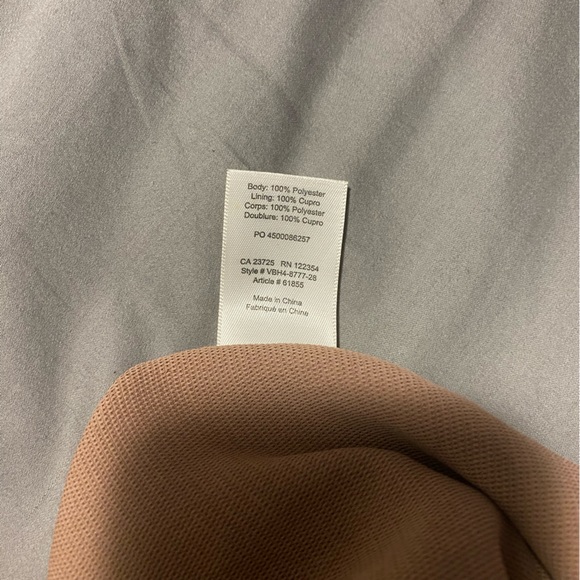 Body: 100% Polyester
Lining: 100% Cupro
Corps: 100% Polyester
Doublure: 100% Cupro
PO 4500086257
CA 23725 RN 122354
Style # VBH4-8777-28
Article # 61855
Made in China
Fabriqué en Chine